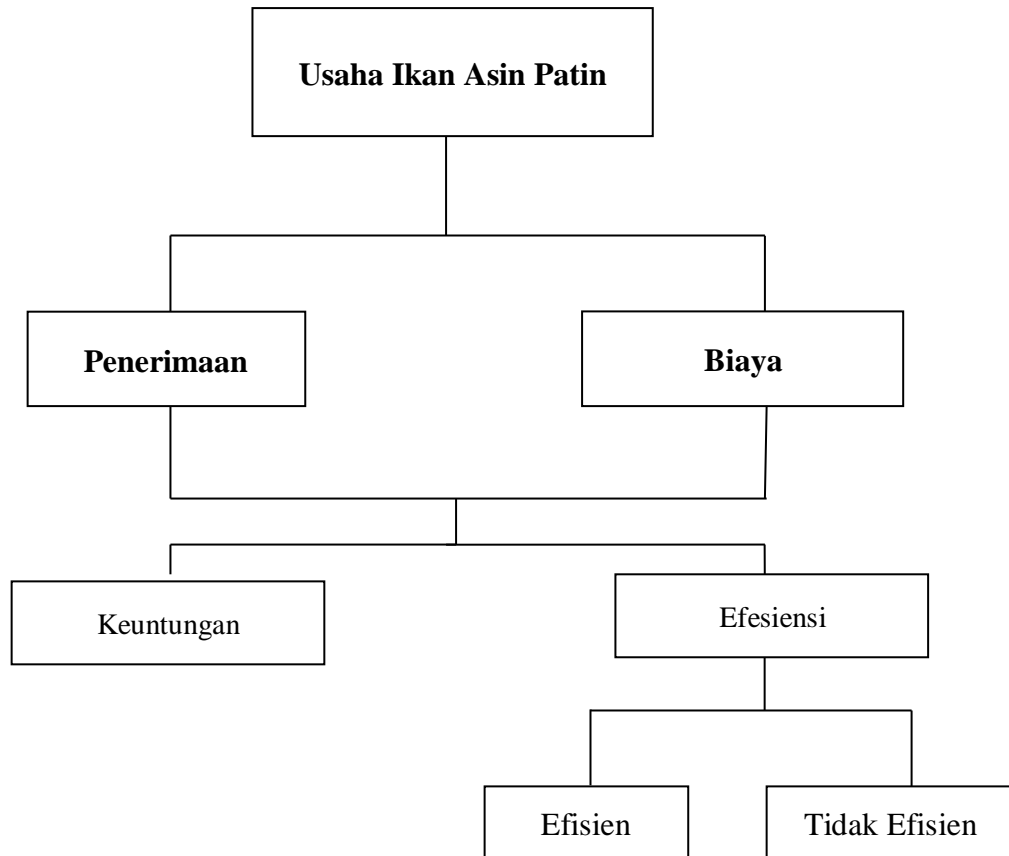 Usaha Ikan Asin Patin
Penerimaan
Biaya
Keuntungan
Efesiensi
Efisien
Tidak Efisien